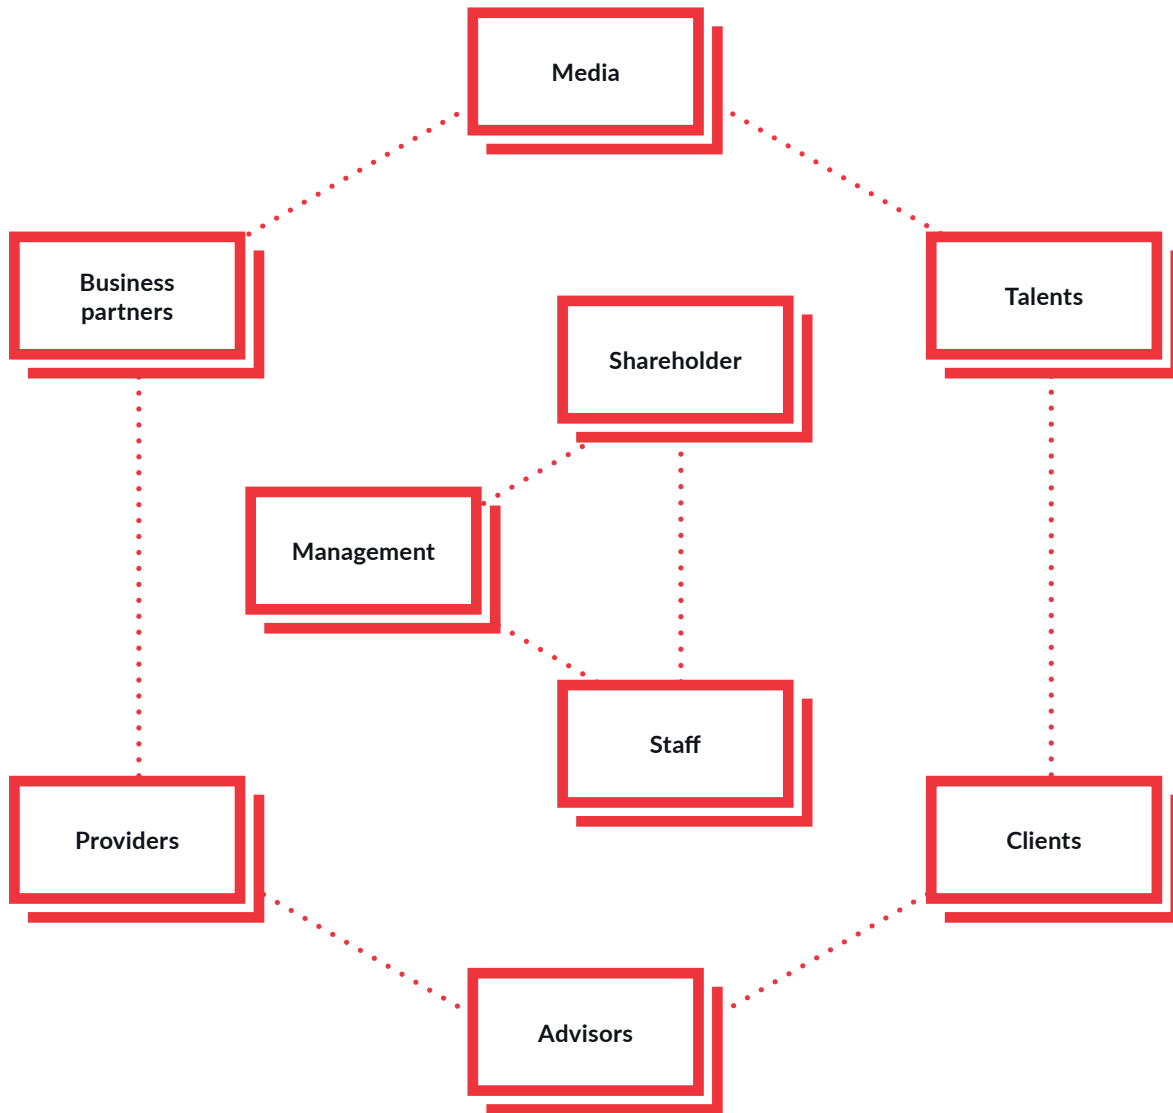 Media
Business
partners
Talents
Shareholder
Management
Staff
Providers
Clients
Advisors